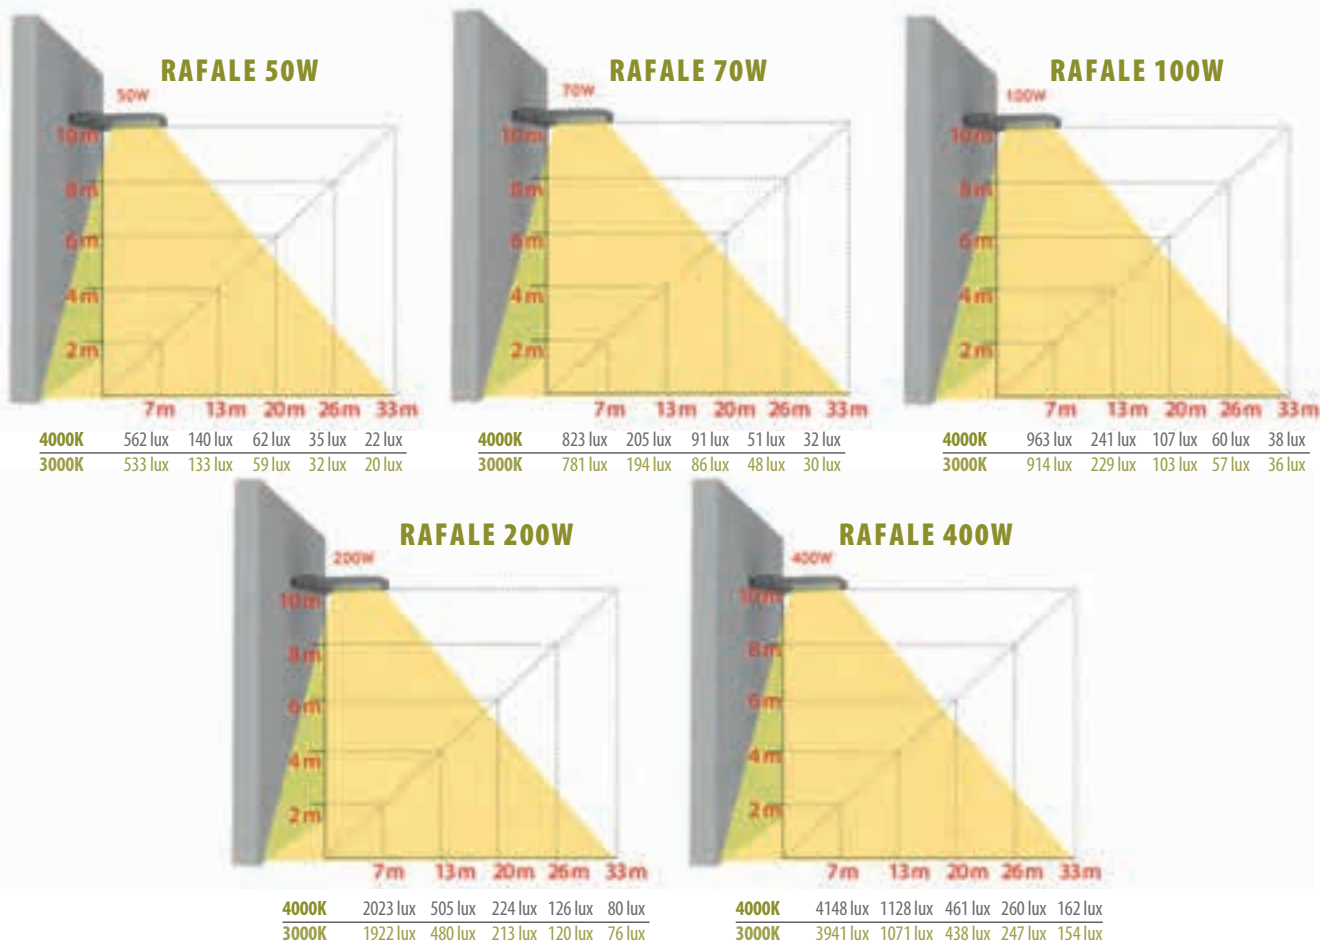 RAFALE 50W
50W
10m
8m
6m
4m
2m
7m 13m 20m 26m 33m
4000K 562 lux 140 lux 62 lux 35 lux 22 lux
3000K 533 lux 133 lux 59 lux 32 lux 20 lux
RAFALE 70W
70W
10m
8m
6m
4m
2m
7m 13m 20m 26m 33m
4000K 823 lux 205 lux 91 lux 51 lux 32 lux
3000K 781 lux 194 lux 86 lux 48 lux 30 lux
RAFALE 100W
100W
10m
8m
6m
4m
2m
7m 13m 20m 26m 33m
4000K 963 lux 241 lux 107 lux 60 lux 38 lux
3000K 914 lux 229 lux 103 lux 57 lux 36 lux
RAFALE 200W
200W
10m
8m
6m
4m
2m
7m 13m 20m 26m 33m
4000K 2023 lux 505 lux 224 lux 126 lux 80 lux
3000K 1922 lux 480 lux 213 lux 120 lux 76 lux
RAFALE 400W
400W
10m
8m
6m
4m
2m
7m 13m 20m 26m 33m
4000K 4148 lux 1128 lux 461 lux 260 lux 162 lux
3000K 3941 lux 1071 lux 438 lux 247 lux 154 lux